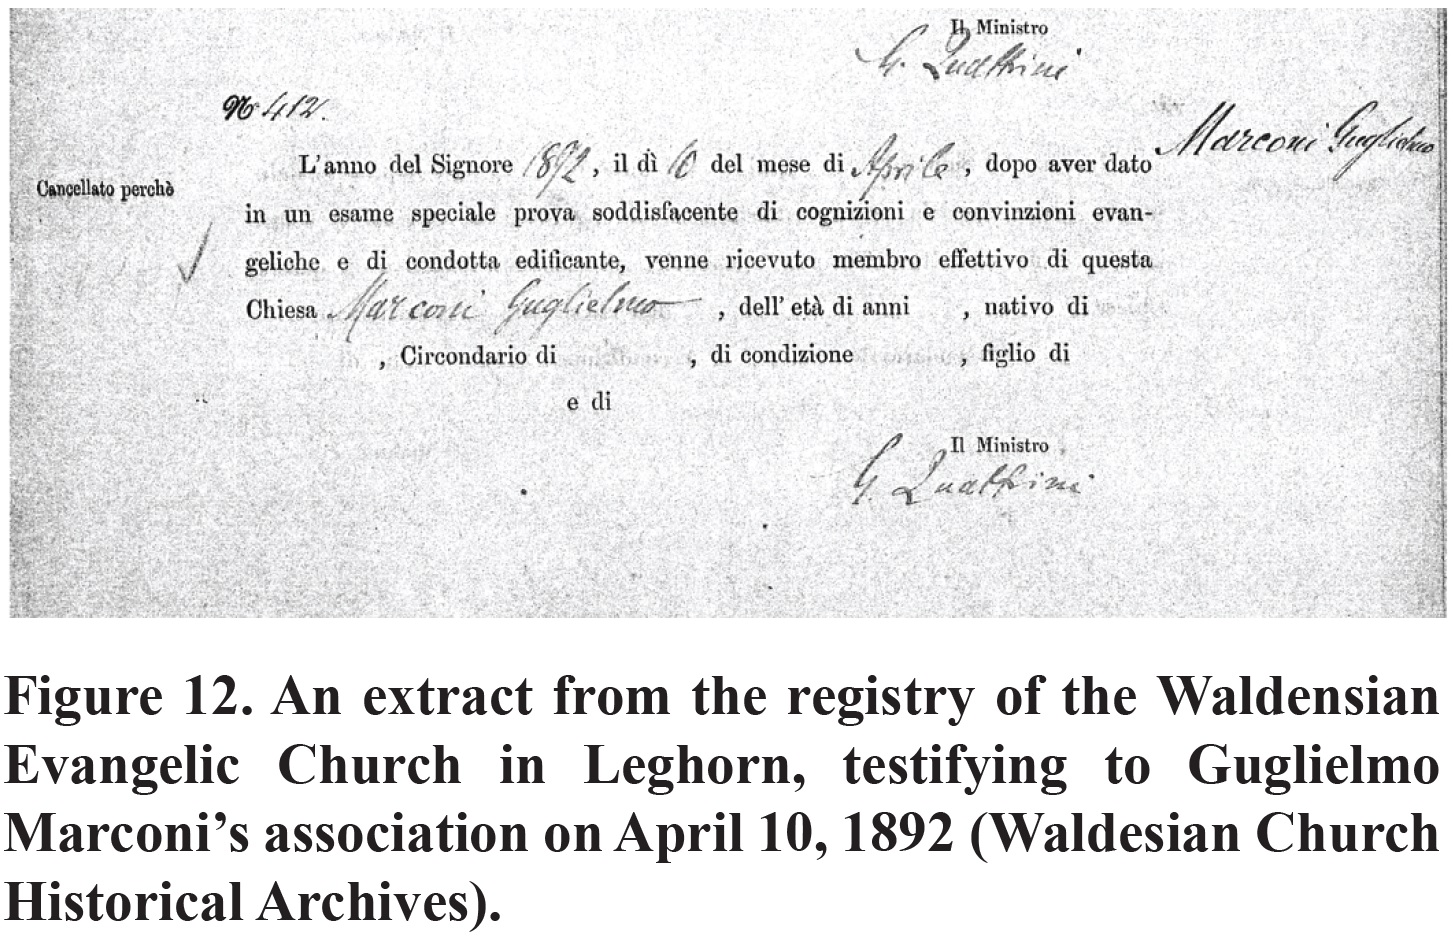 Il Ministro
G. Quattrini
No 412.
Marconi Guglielmo
L'anno del Signore 1892, il dì 10 del mese di Aprile, dopo aver dato
Cancellato perchè
in un esame speciale prova soddisfacente di cognizioni e convinzioni evan-
geliche e di condotta edificante, venne ricevuto membro effettivo di questa
Chiesa Marconi Guglielmo , dell' età di anni , nativo di
, Circondario di , di condizione , figlio di
e di
Il Ministro
G. Quattrini
Figure 12. An extract from the registry of the Waldensian
Evangelic Church in Leghorn, testifying to Guglielmo
Marconi's association on April 10, 1892 (Waldesian Church
Historical Archives).